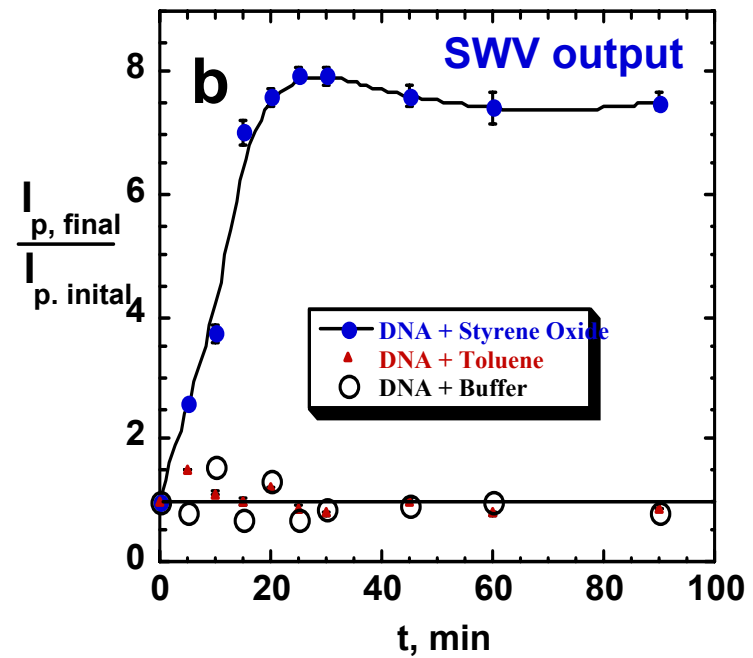 b
SWV output
8
6
4
2
0
I p, final
I p. inital
DNA + Styrene Oxide
DNA + Toluene
DNA + Buffer
0 20 40 60 80 100
t, min